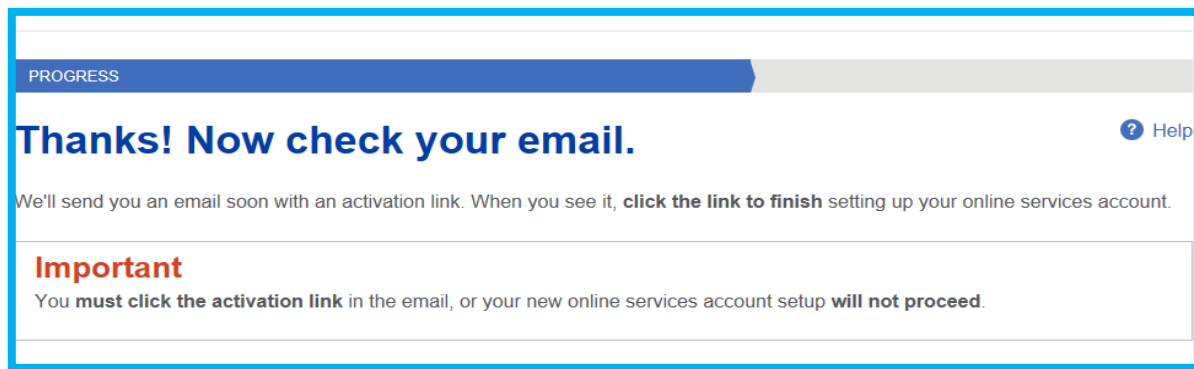 PROGRESS
Thanks! Now check your email.
? Help
We'll send you an email soon with an activation link. When you see it, click the link to finish setting up your online services account.
Important
You must click the activation link in the email, or your new online services account setup will not proceed.